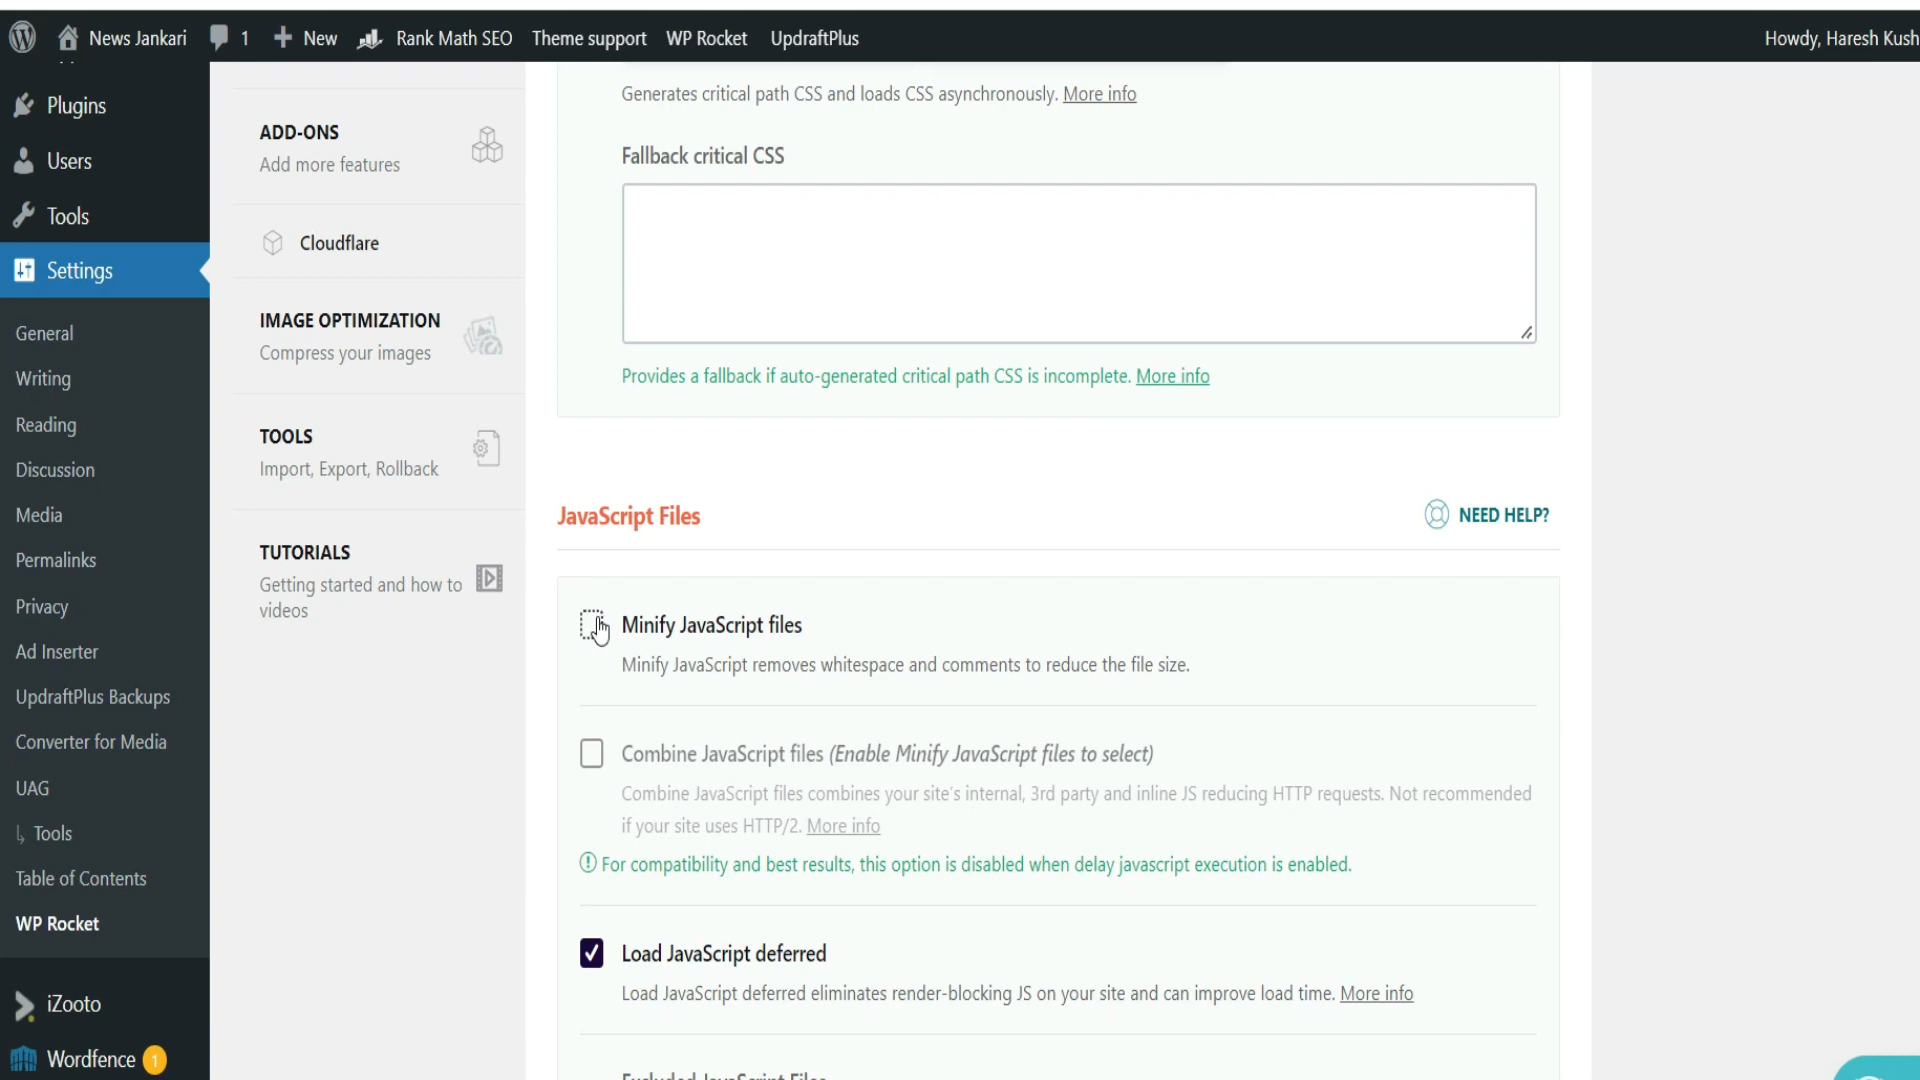 News Jankari
1
New
Rank Math SEO
Theme support
WP Rocket
UpdraftPlus
Howdy, Haresh Kush
Plugins
Users
Tools
Settings
General
Writing
Reading
Discussion
Media
Permalinks
Privacy
Ad Inserter
UpdraftPlus Backups
Converter for Media
UAG
Tools
Table of Contents
WP Rocket
iZooto
Wordfence 1
ADD-ONS
Add more features
Cloudflare
IMAGE OPTIMIZATION
Compress your images
TOOLS
Import, Export, Rollback
TUTORIALS
Getting started and how to
videos
Generates critical path CSS and loads CSS asynchronously. More info
Fallback critical CSS
Provides a fallback if auto-generated critical path CSS is incomplete. More info
JavaScript Files
NEED HELP?
Minify JavaScript files
Minify JavaScript removes whitespace and comments to reduce the file size.
Combine JavaScript files (Enable Minify JavaScript files to select)
Combine JavaScript files combines your site's internal, 3rd party and inline JS reducing HTTP requests. Not recommended
if your site uses HTTP/2. More info
For compatibility and best results, this option is disabled when delay javascript execution is enabled.
Load JavaScript deferred
Load JavaScript deferred eliminates render-blocking JS on your site and can improve load time. More info
Excluded JavaScript Files